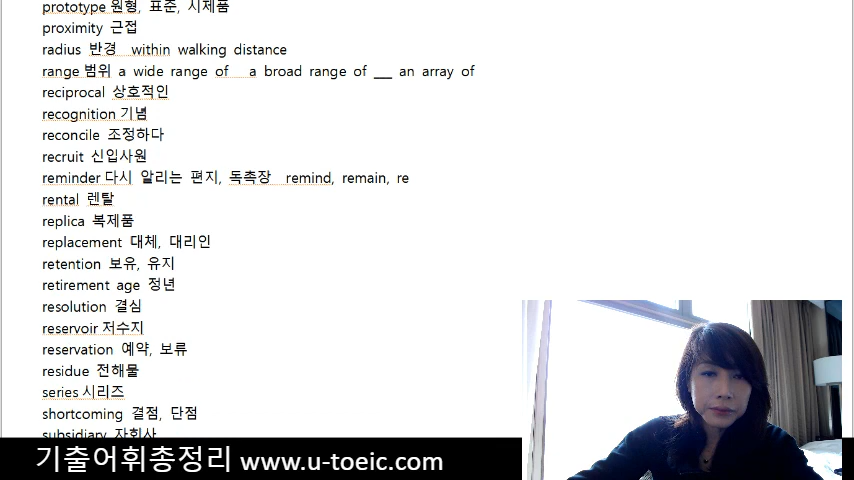 prototype 원형, 표준, 시제품
proximity 근접
radius 반경 within walking distance
range 범위 a wide range of a broad range of ___ an array of
reciprocal 상호적인
recognition 기념
reconcile 조정하다
recruit 신입사원
reminder 다시 알리는 편지, 독촉장 remind, remain, re
rental 렌탈
replica 복제품
replacement 대체, 대리인
retention 보유, 유지
retirement age 정년
resolution 결심
reservoir 저수지
reservation 예약, 보류
residue 전해물
series 시리즈
shortcoming 결점, 단점
subsidiary 자회사
기출어휘총정리 www.u-toeic.com